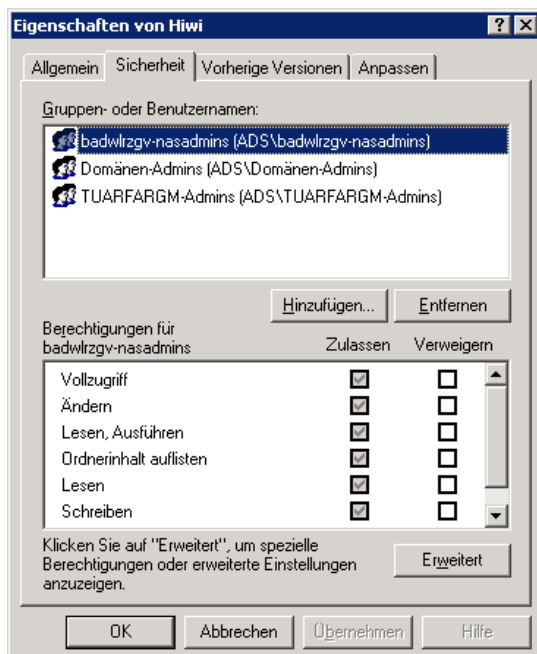 Eigenschaften von Hiwi
Allgemein Sicherheit Vorherige Versionen Anpassen
Gruppen- oder Benutzernamen:
badwlrzgv-nasadmins (ADS\badwlrzgv-nasadmins)
Domänen-Admins (ADS\Domänen-Admins)
TUARFARGM-Admins (ADS\TUARFARGM-Admins)
Hinzufügen... Entfernen
Berechtigungen für
badwlrzgv-nasadmins Zulassen Verweigern
Vollzugriff
Ändern
Lesen, Ausführen
Ordnerinhalt auflisten
Lesen
Schreiben
Klicken Sie auf "Erweitert", um spezielle
Berechtigungen oder erweiterte Einstellungen
anzuzeigen.
Erweitert
OK Abbrechen Übernehmen Hilfe